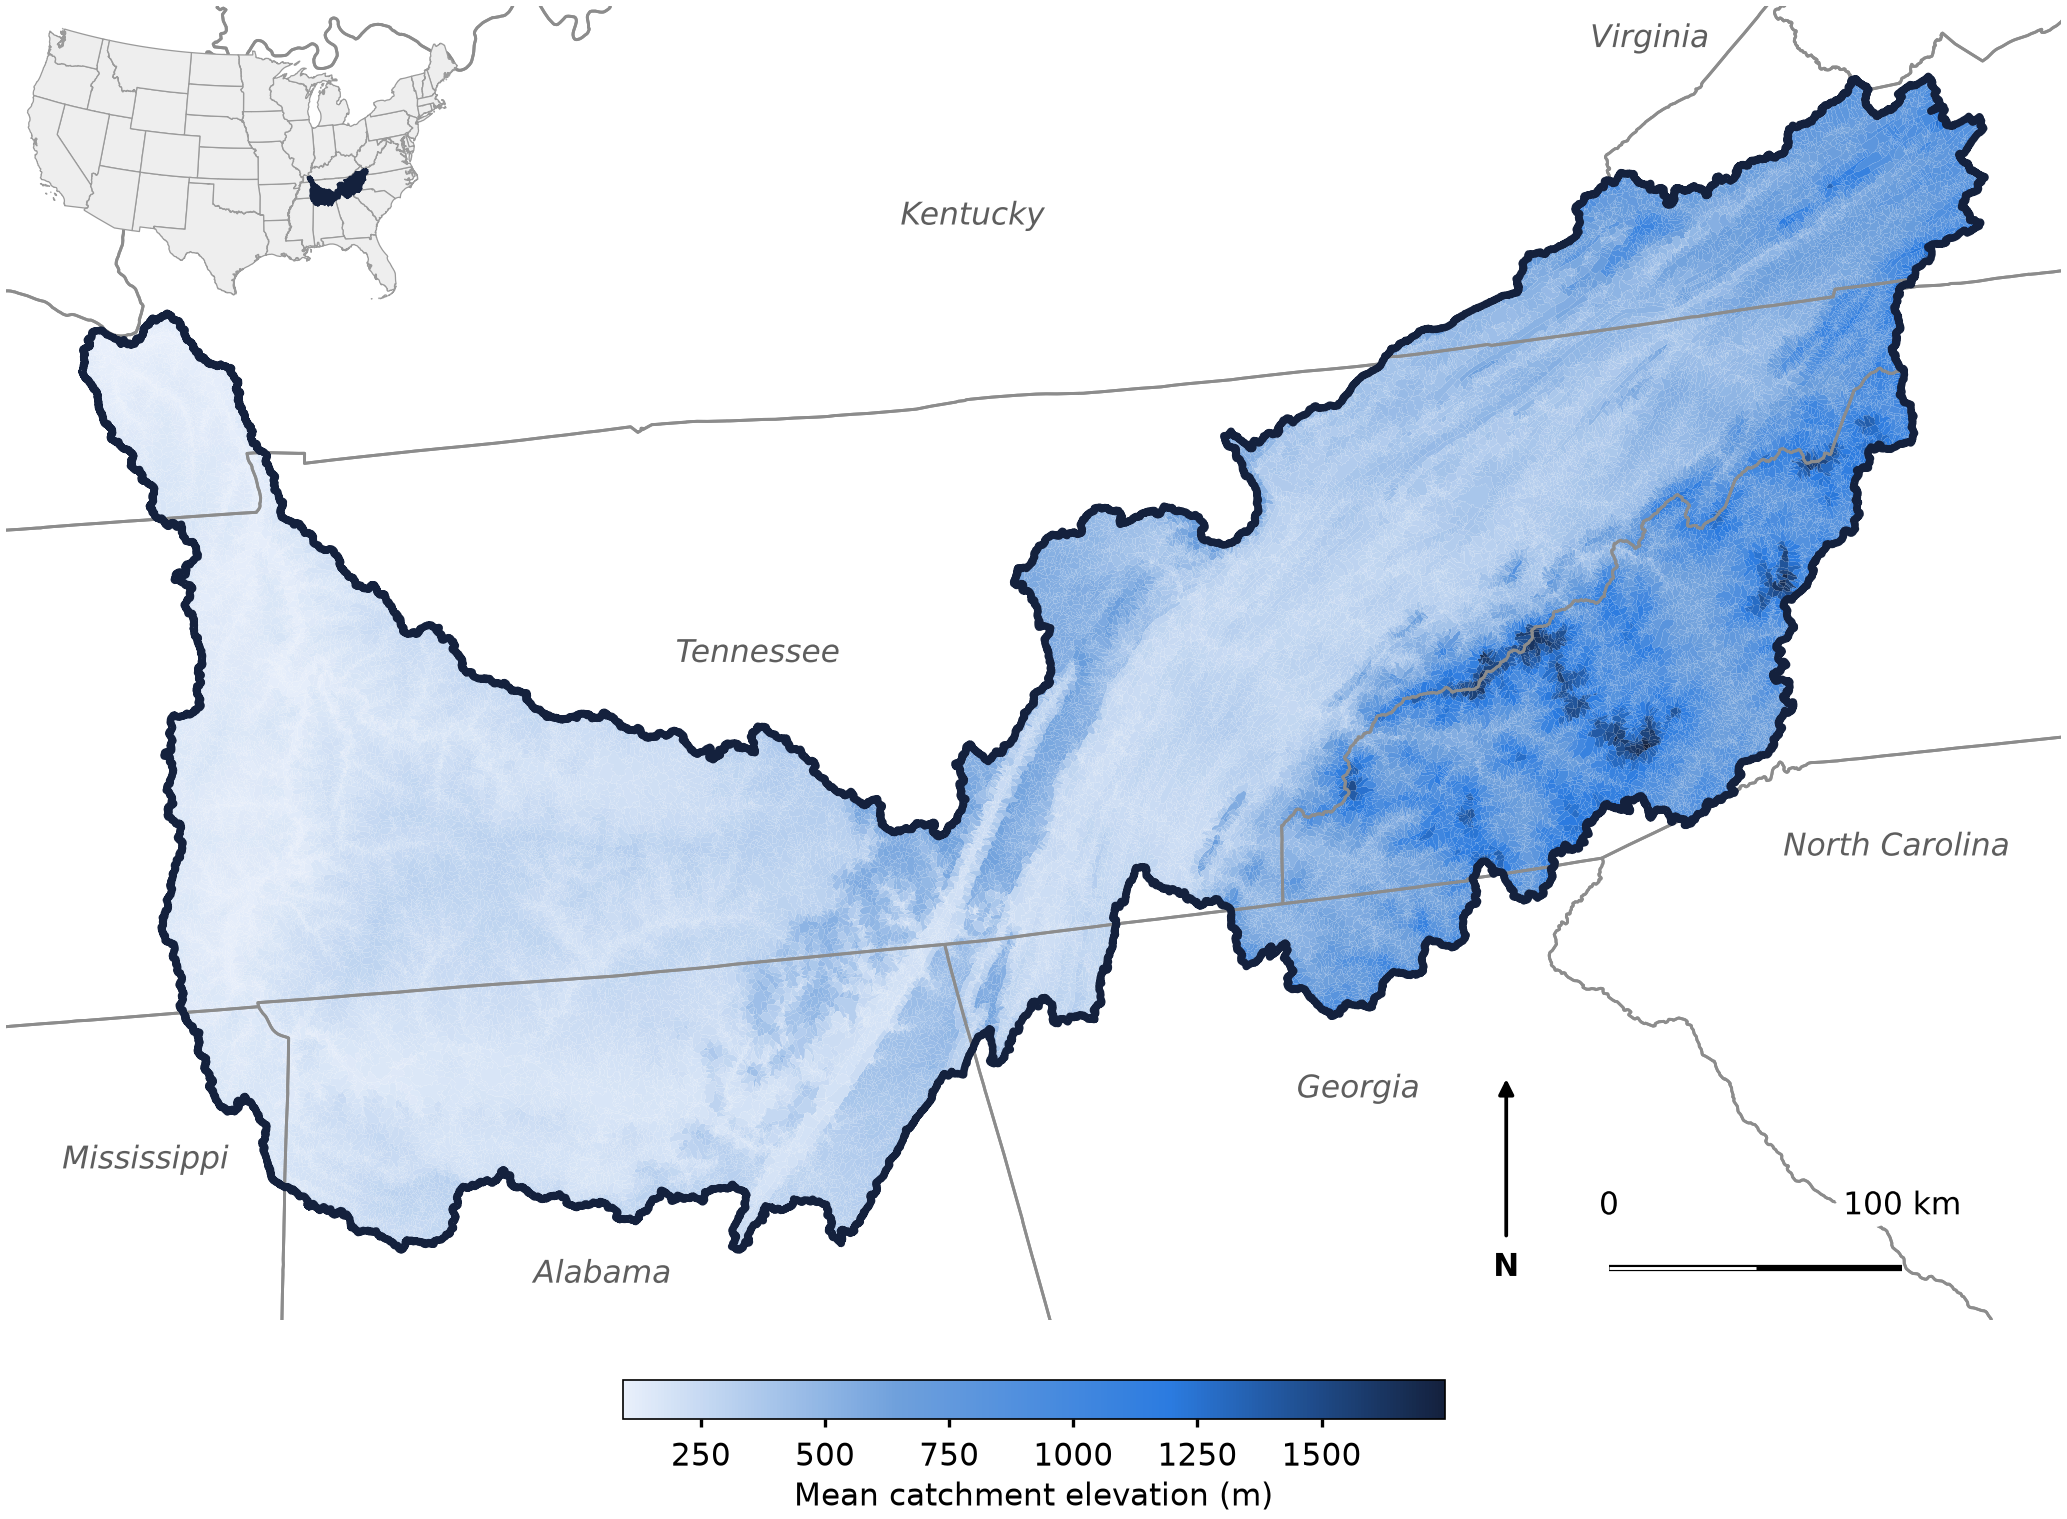 Virginia
Kentucky
Tennessee
North Carolina
Georgia
Mississippi
Alabama
N
0 100 km
250 500 750 1000 1250 1500
Mean catchment elevation (m)